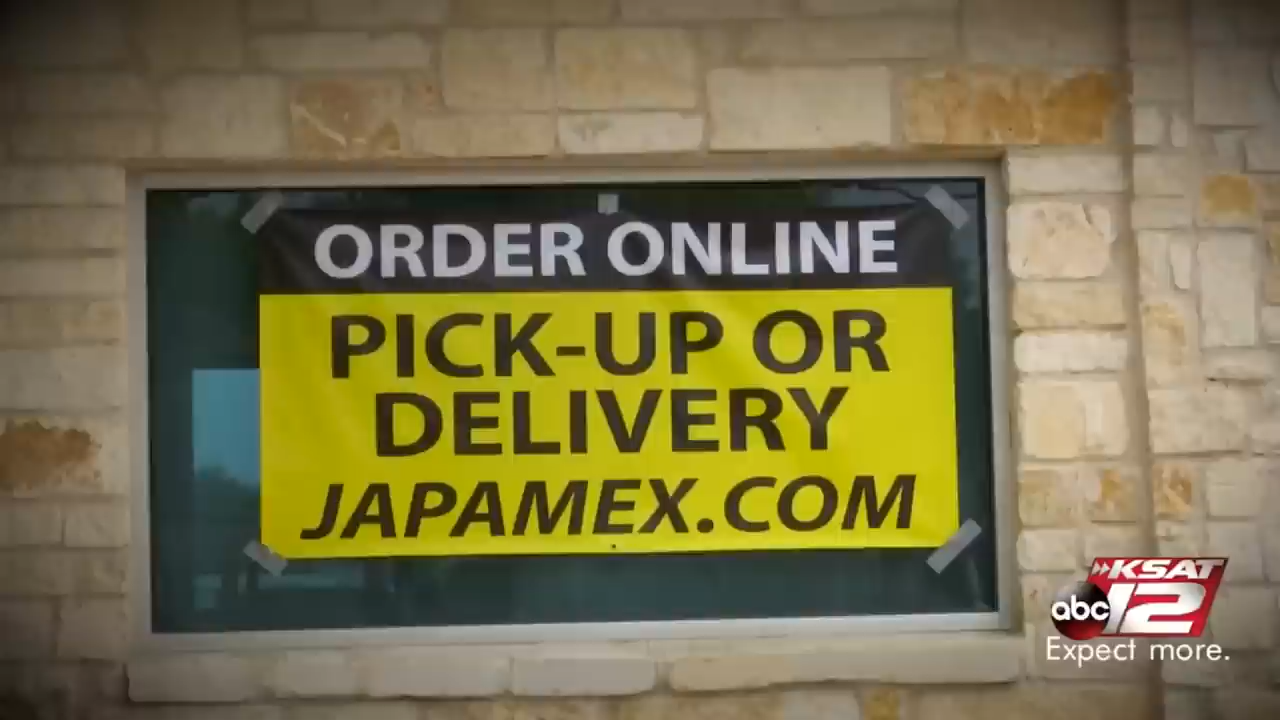 ORDER ONLINE
PICK-UP OR
DELIVERY
JAPAMEX.COM
KSAT
abc 12
Expect more.